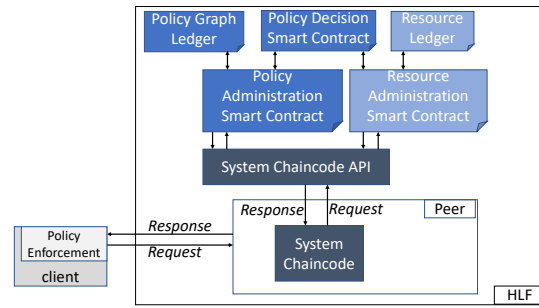 Policy Graph
Ledger
Policy Decision
Smart Contract
Resource
Ledger
Policy
Administration
Smart Contract
Resource
Administration
Smart Contract
System Chaincode API
Response
Request
Peer
System
Chaincode
Response
Request
Policy
Enforcement
client
HLF